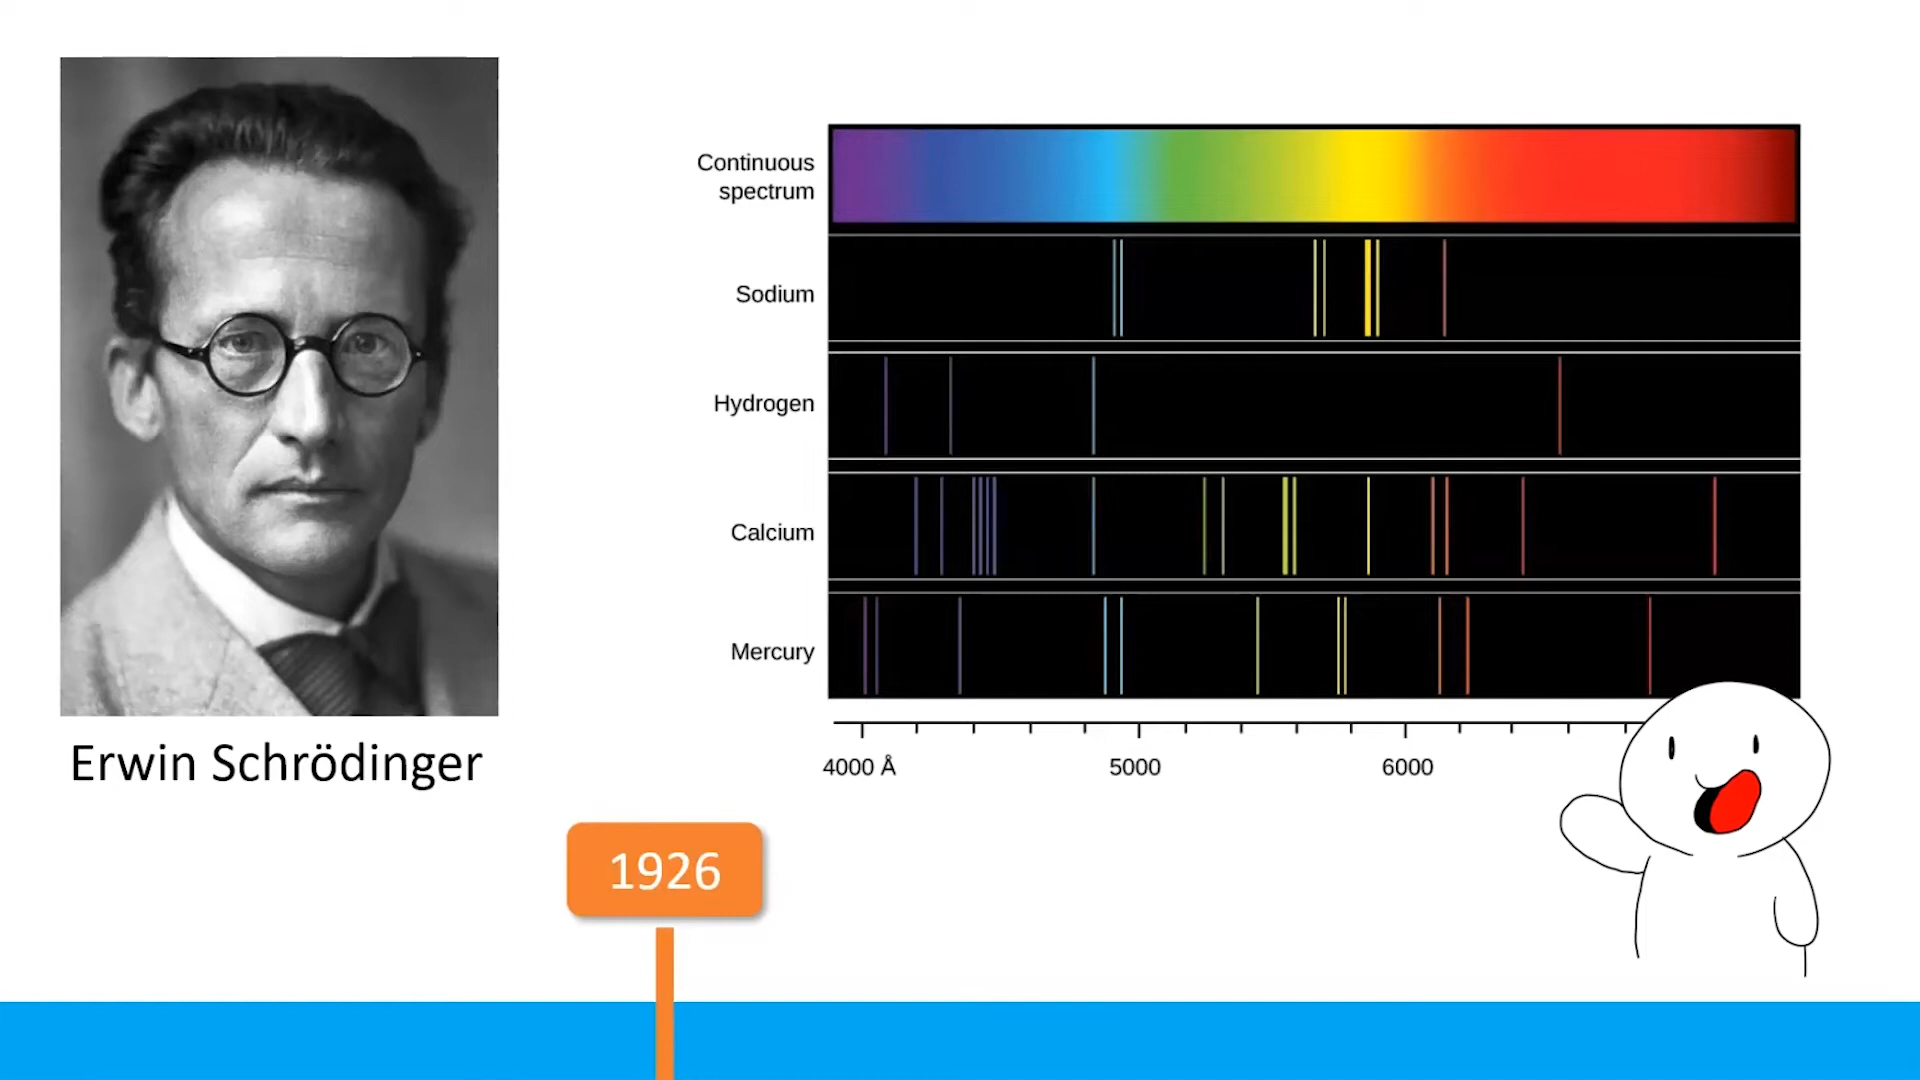 Erwin Schrödinger
Continuous
spectrum
Sodium
Hydrogen
Calcium
Mercury
4000 Å
5000
6000
1926